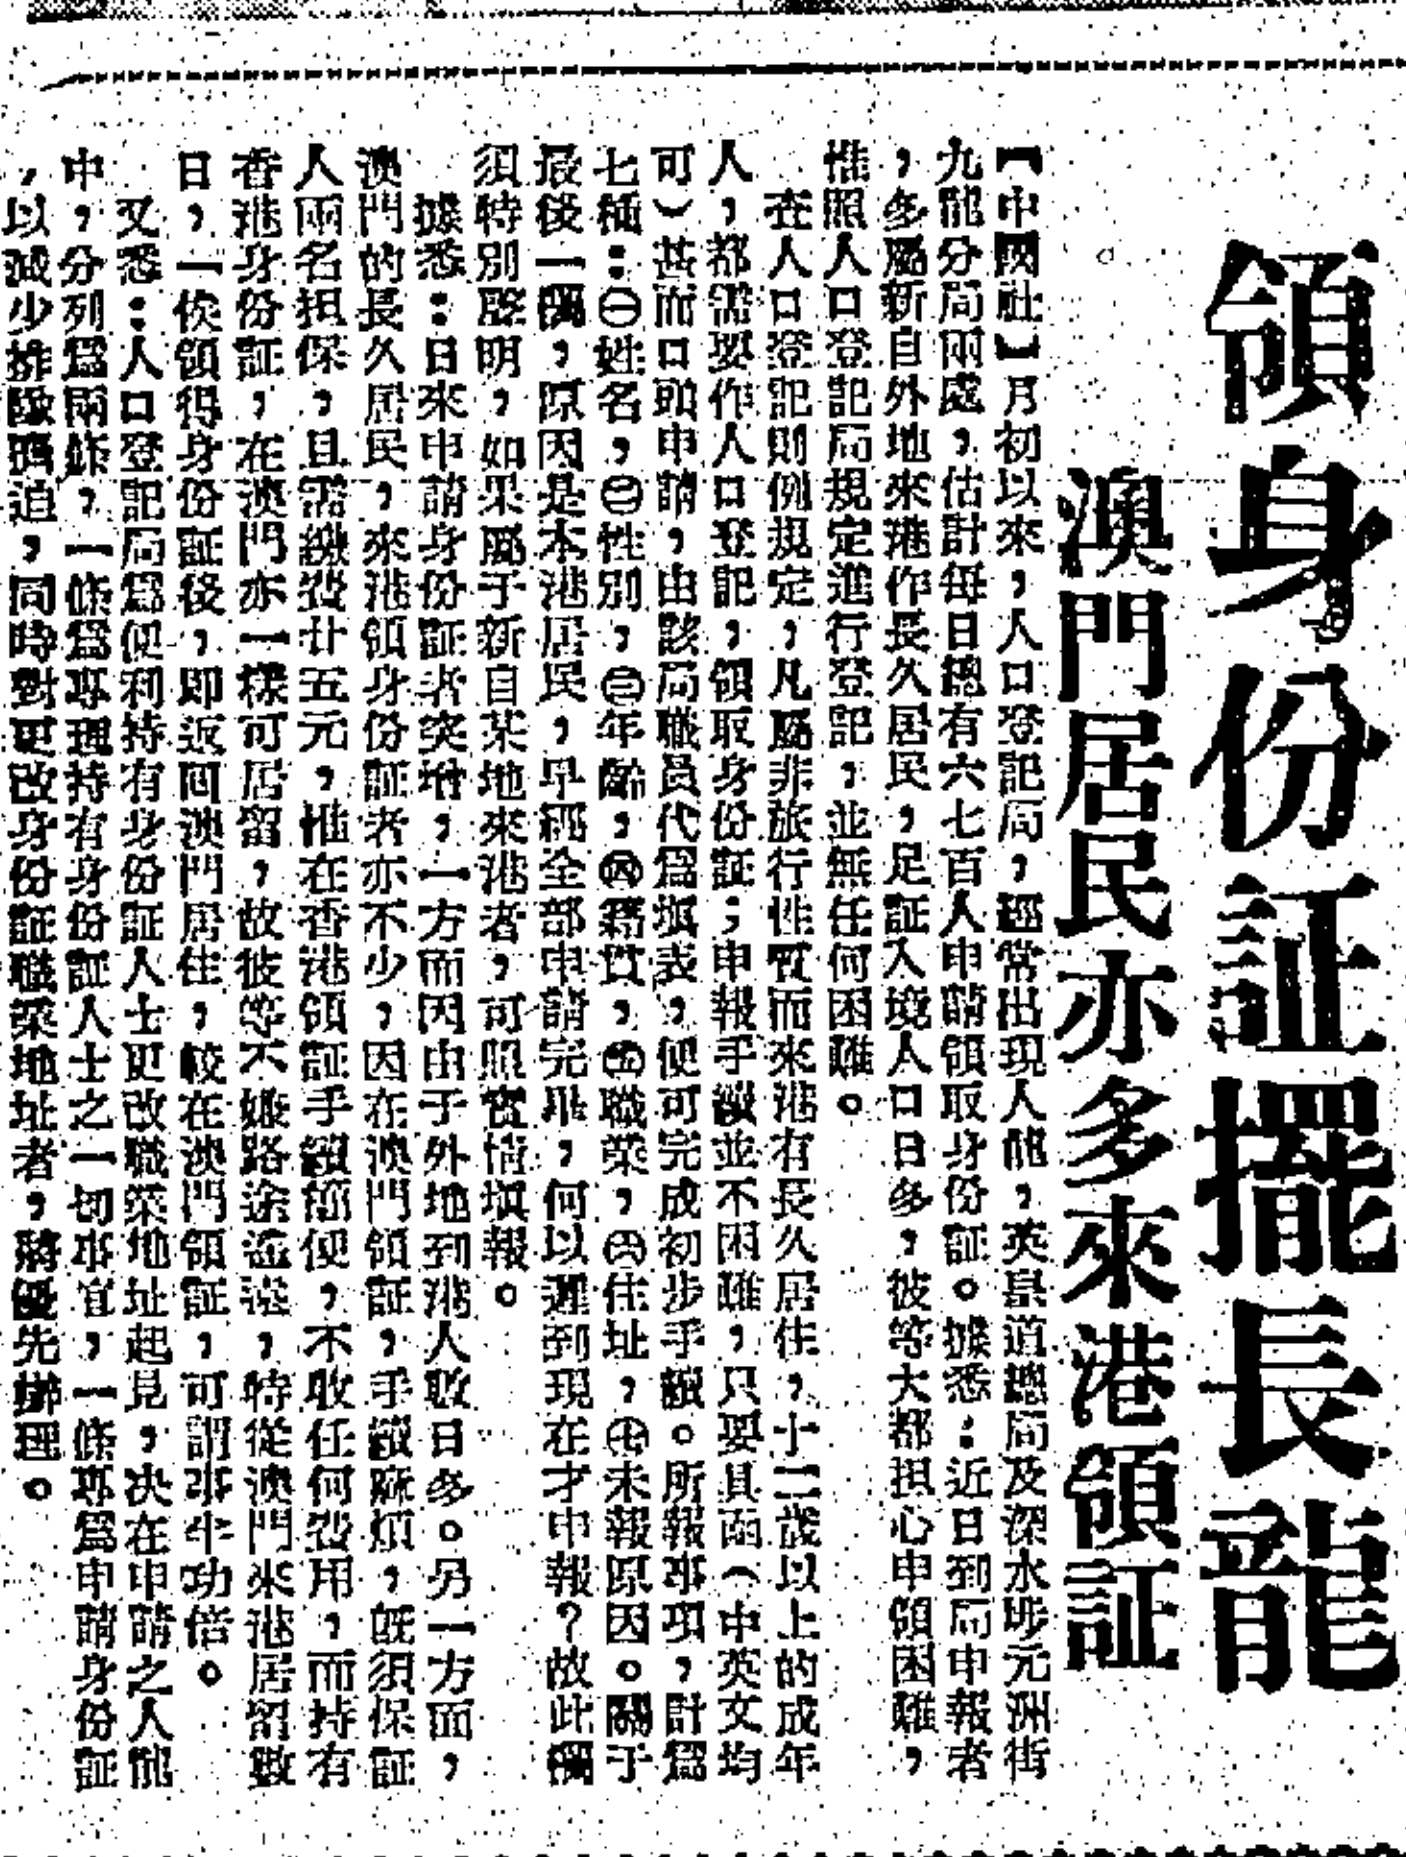 領身份証擺長龍
澳門居民亦多來港領証
【中國社】月初以來，人口登記局，經常出現人龍，英皇道總局及深水埗元洲街
九龍分局兩處，估計每日總有六七百人申請領取身份証。據悉：近日到局申報者
，多屬新自外地來港作長久居民，足証入境人口日多，彼等大都担心申領困難，
惟照人口登記局規定進行登記，並無任何困難。
查人口登記則例規定，凡屬非旅行性質而來港有長久居住，十二歲以上的成年
人，都需要作人口登記，領取身份証；申報手續並不困難，只要具函（中英文均
可）甚而口頭申請，由該局職員代爲塡表，便可完成初步手續。所報事項，計爲
七種：㊀姓名，㊁性別，㊂年齡，㊃籍貫，㊄職業，㊅住址，㊆未報原因。關于
最後一欄，原因是本港居民，早經全部申請完畢，何以遲到現在才申報？故此欄
須特別聲明，如果屬于新自某地來港者，可照實情塡報。
據悉：日來申請身份証者突增，一方面因由于外地到港人數日多。另一方面，
澳門的長久居民，來港領身份証者亦不少，因在澳門領証，手續麻煩，旣須保証
人兩名担保，且需繳費廿五元，惟在香港領証手續簡便，不收任何費用，而持有
香港身份証，在澳門亦一樣可居留，故彼等不嫌路途遙遠，特從澳門來港居留數
日，一俟領得身份証後，即返回澳門居住，較在澳門領証，可謂事半功倍。
又悉：人口登記局爲便利持有身份証人士更改職業地址起見，决在申請之人龍
中，分列爲兩條，一條爲專理持有身份証人士之一切事宜，一條專爲申請身份証
，以減少排隊擠迫，同時對更改身份証職業地址者，將優先辦理。